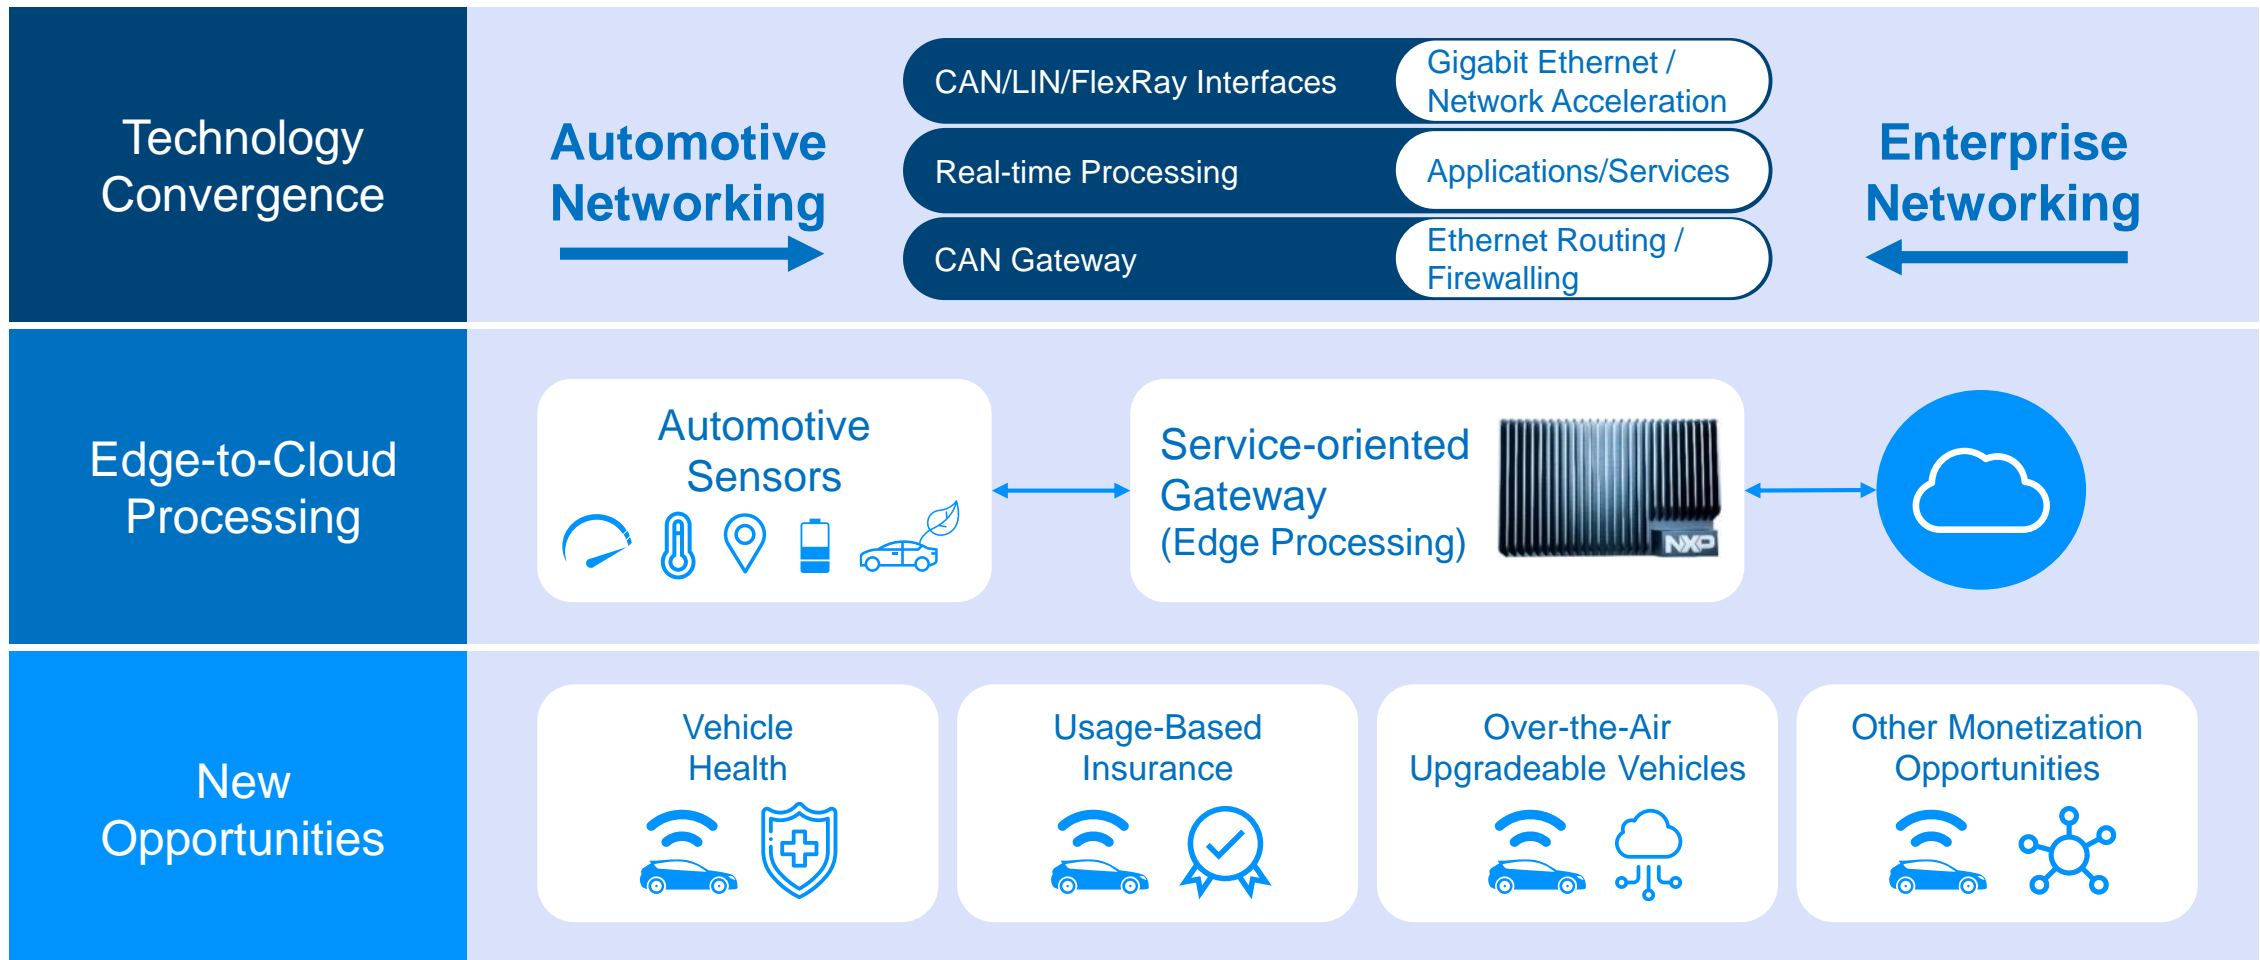 Technology
Convergence
Automotive
Networking
CAN/LIN/FlexRay Interfaces
Gigabit Ethernet /
Network Acceleration
Real-time Processing
Applications/Services
CAN Gateway
Ethernet Routing /
Firewalling
Enterprise
Networking
Edge-to-Cloud
Processing
Automotive
Sensors
Service-oriented
Gateway
(Edge Processing)
NXP
New
Opportunities
Vehicle
Health
Usage-Based
Insurance
Over-the-Air
Upgradeable Vehicles
Other Monetization
Opportunities